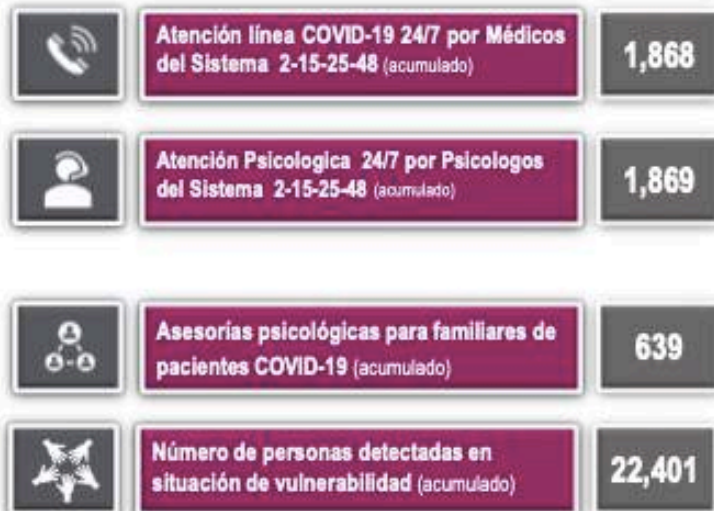 Atención línea COVID-19 24/7 por Médicos
del Sistema 2-15-25-48 (acumulado)
1,868
Atención Psicologica 24/7 por Psicologos
del Sistema 2-15-25-48 (acumulado)
1,869
Asesorías psicológicas para familiares de
pacientes COVID-19 (acumulado)
639
Número de personas detectadas en
situación de vulnerabilidad (acumulado)
22,401